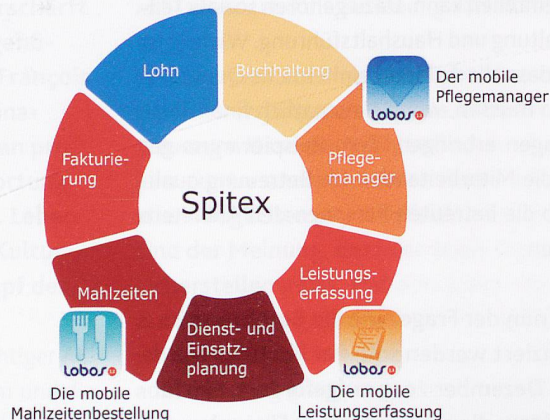 Lohn
Buchhaltung
Lobos
Der mobile
Pflegemanager
Fakturie-
rung
Pflege-
manager
Spitex
Leistungs-
erfassung
Mahlzeiten
Dienst- und
Einsatz-
planung
Lobos
Die mobile
Mahlzeitenbestellung
Lobos
Die mobile
Leistungserfassung